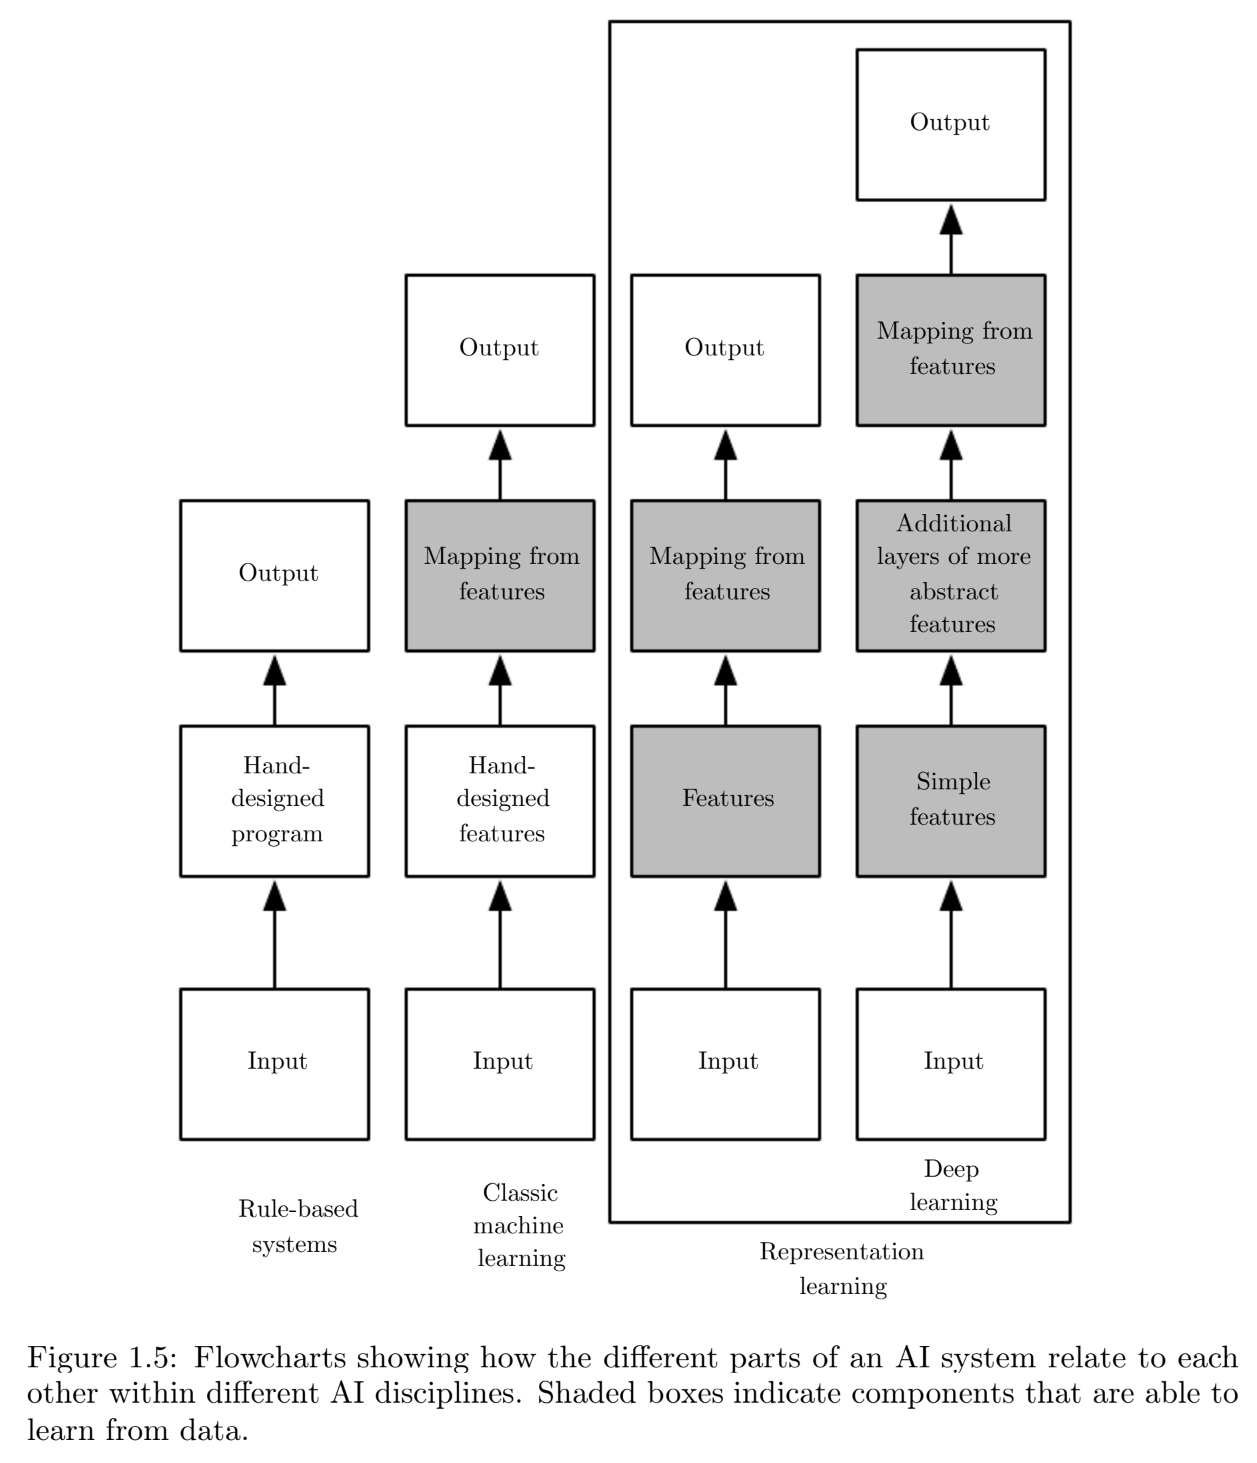 Output
Output
Output
Mapping from
features
Output
Mapping from
features
Mapping from
features
Additional
layers of more
abstract
features
Hand-
designed
program
Hand-
designed
features
Features
Simple
features
Input
Input
Input
Input
Rule-based
systems
Classic
machine
learning
Deep
learning
Representation
learning
Figure 1.5: Flowcharts showing how the different parts of an AI system relate to each
other within different AI disciplines. Shaded boxes indicate components that are able to
learn from data.